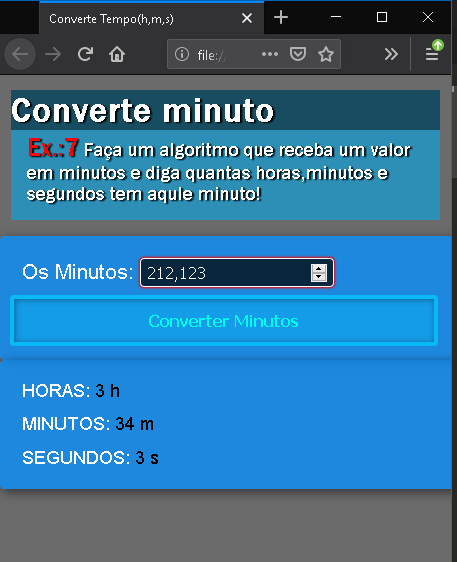 Converte Tempo(h,m,s)
file:/
Converte minuto
Ex.:7 Faça um algoritmo que receba um valor
em minutos e diga quantas horas,minutos e
segundos tem aqule minuto!
Os Minutos: 212,123
Converter Minutos
HORAS: 3 h
MINUTOS: 34 m
SEGUNDOS: 3 s